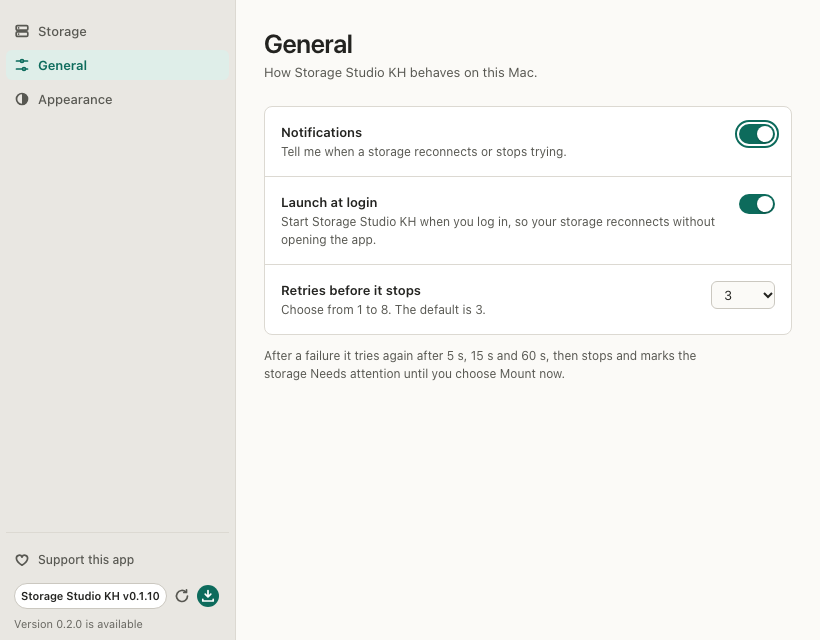 Storage
General
Appearance
Support this app
Storage Studio KH v0.1.10
Version 0.2.0 is available
General
How Storage Studio KH behaves on this Mac.
Notifications
Tell me when a storage reconnects or stops trying.
Launch at login
Start Storage Studio KH when you log in, so your storage reconnects without
opening the app.
Retries before it stops
3
Choose from 1 to 8. The default is 3.
After a failure it tries again after 5 s, 15 s and 60 s, then stops and marks the
storage Needs attention until you choose Mount now.